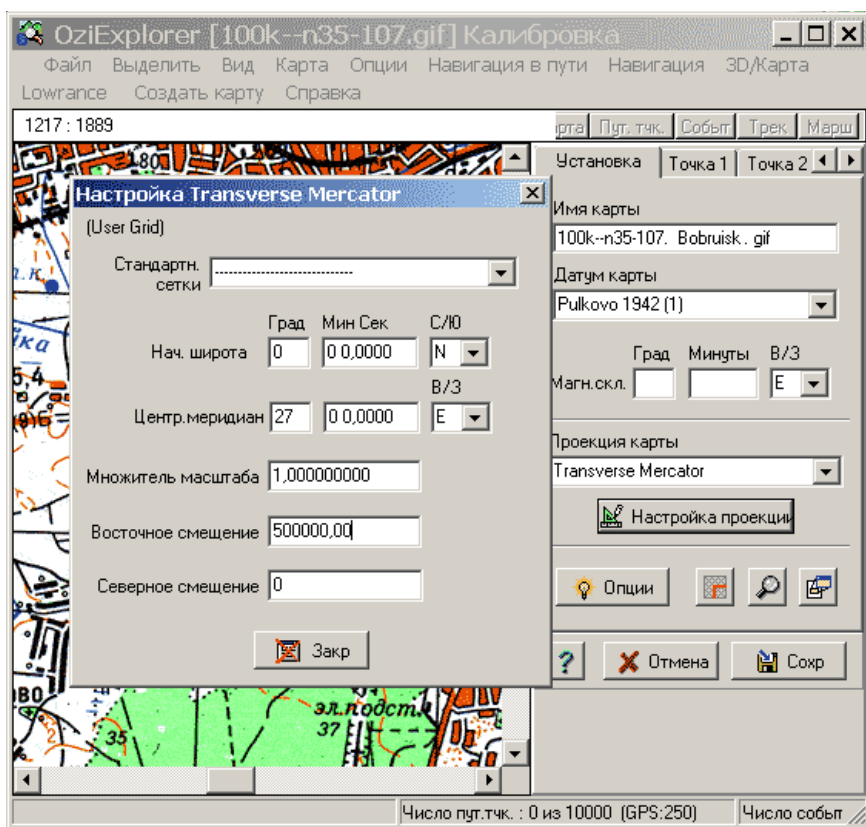 OziExplorer [100k--n35-107.gif] Калибровка
Файл Выделить Вид Карта Опции Навигация в пути Навигация 3D/Карта
Lowrance Создать карту Справка
1217 : 1889
Пут. тчк. Событ Трек Марш
80
Установка Точка 1 Точка 2
Настройка Transverse Mercator
(User Grid)
Стандартн. сетки
----------------------------
Град Мин Сек С/Ю
Нач. широта 0 0 0,0000 N
В/З
Центр.меридиан 27 0 0,0000 E
Множитель масштаба 1,000000000
Восточное смещение 500000,00
Северное смещение 0
Закр
Имя карты
100k--n35-107. Bobruisk . gif
Датум карты
Pulkovo 1942 (1)
Град Минуты В/З
Магн.скл. E
Проекция карты
Transverse Mercator
Настройка проекции
Опции
? Отмена Сохр
эл.подст.
37
35
Число пут.тчк. : 0 из 10000 (GPS:250) Число событ